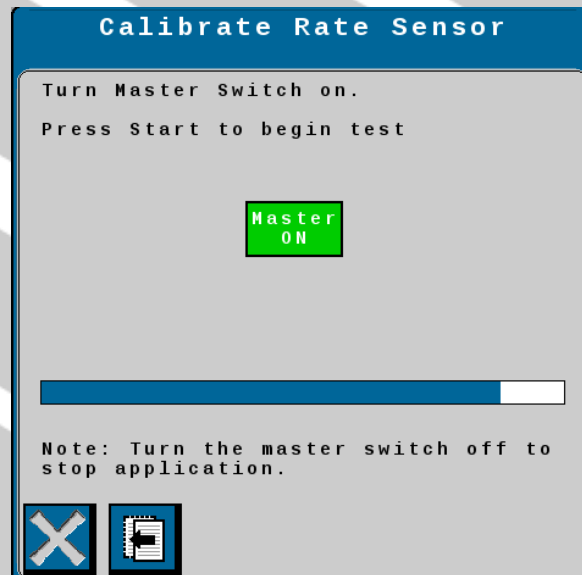 Calibrate Rate Sensor
Turn Master Switch on.
Press Start to begin test
Master
ON
Note: Turn the master switch off to
stop application.